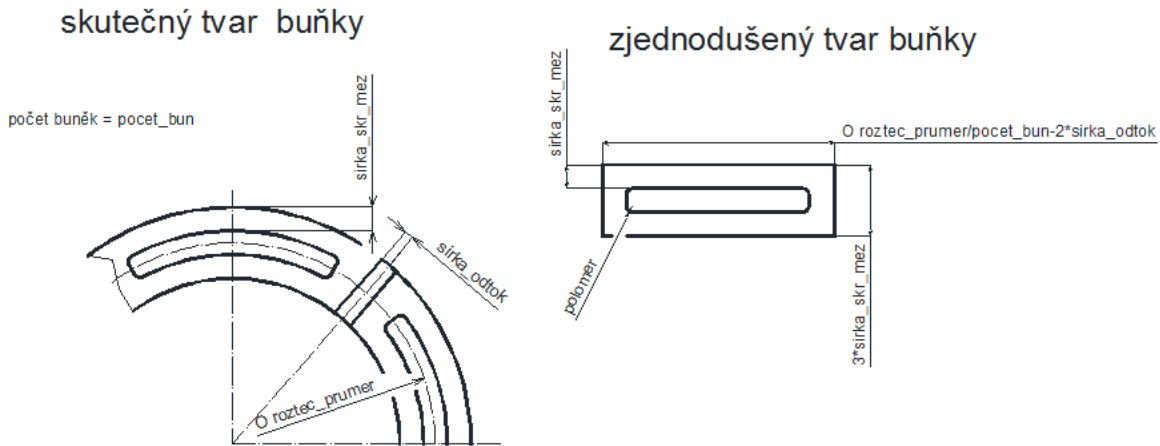 skutečný tvar buňky
počet buněk = pocet_bun
sirka_skr_mez
sirka_odtok
O roztec_prumer
zjednodušený tvar buňky
sirka_skr_mez
O roztec_prumer/pocet_bun-2*sirka_odtok
polomer
3*sirka_skr_mez